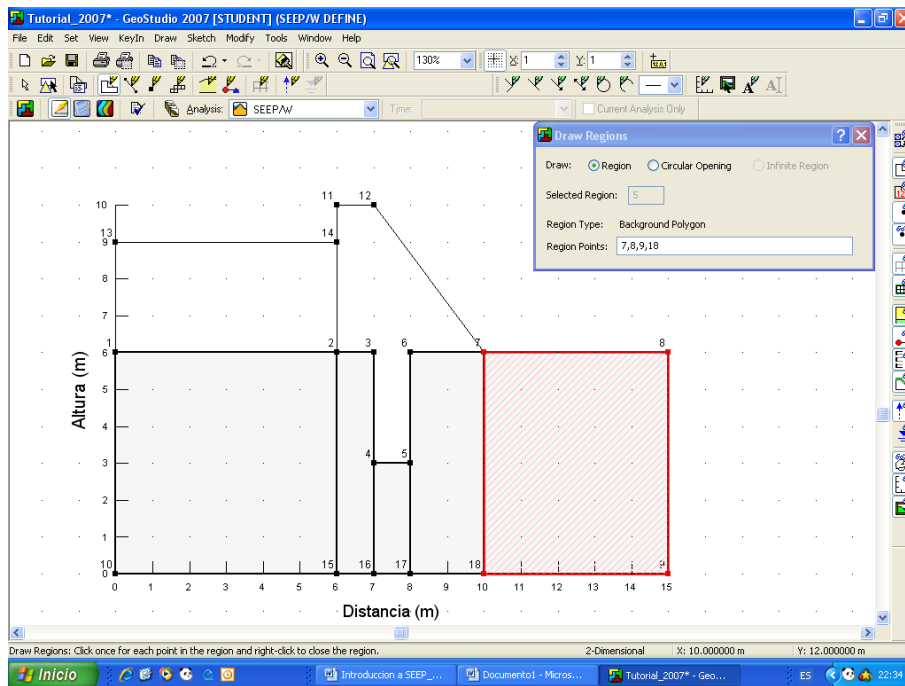 Tutorial_2007* - GeoStudio 2007 [STUDENT] (SEEP/W DEFINE)
File Edit Set View KeyIn Draw Sketch Modify Tools Window Help
130% X: 1 Y: 1
Analysis: SEEP/W Time: Current Analysis Only
Draw Regions
Draw: Region Circular Opening Infinite Region
Selected Region: 5
Region Type: Background Polygon
Region Points: 7,8,9,18
11 12
10
13 14
9
8
7
1 2 3 6 7 8
6
5
4
4 5
3
2
1
10 15 16 17 18 9
0
0 1 2 3 4 5 6 7 8 9 10 11 12 13 14 15
Altura (m)
Distancia (m)
Draw Regions: Click once for each point in the region and right-click to close the region. 2-Dimensional X: 10.000000 m Y: 12.000000 m
Inicio Introduccion a SEEP_... Documento1 - Micros... Tutorial_2007* - Geo... ES 22:34